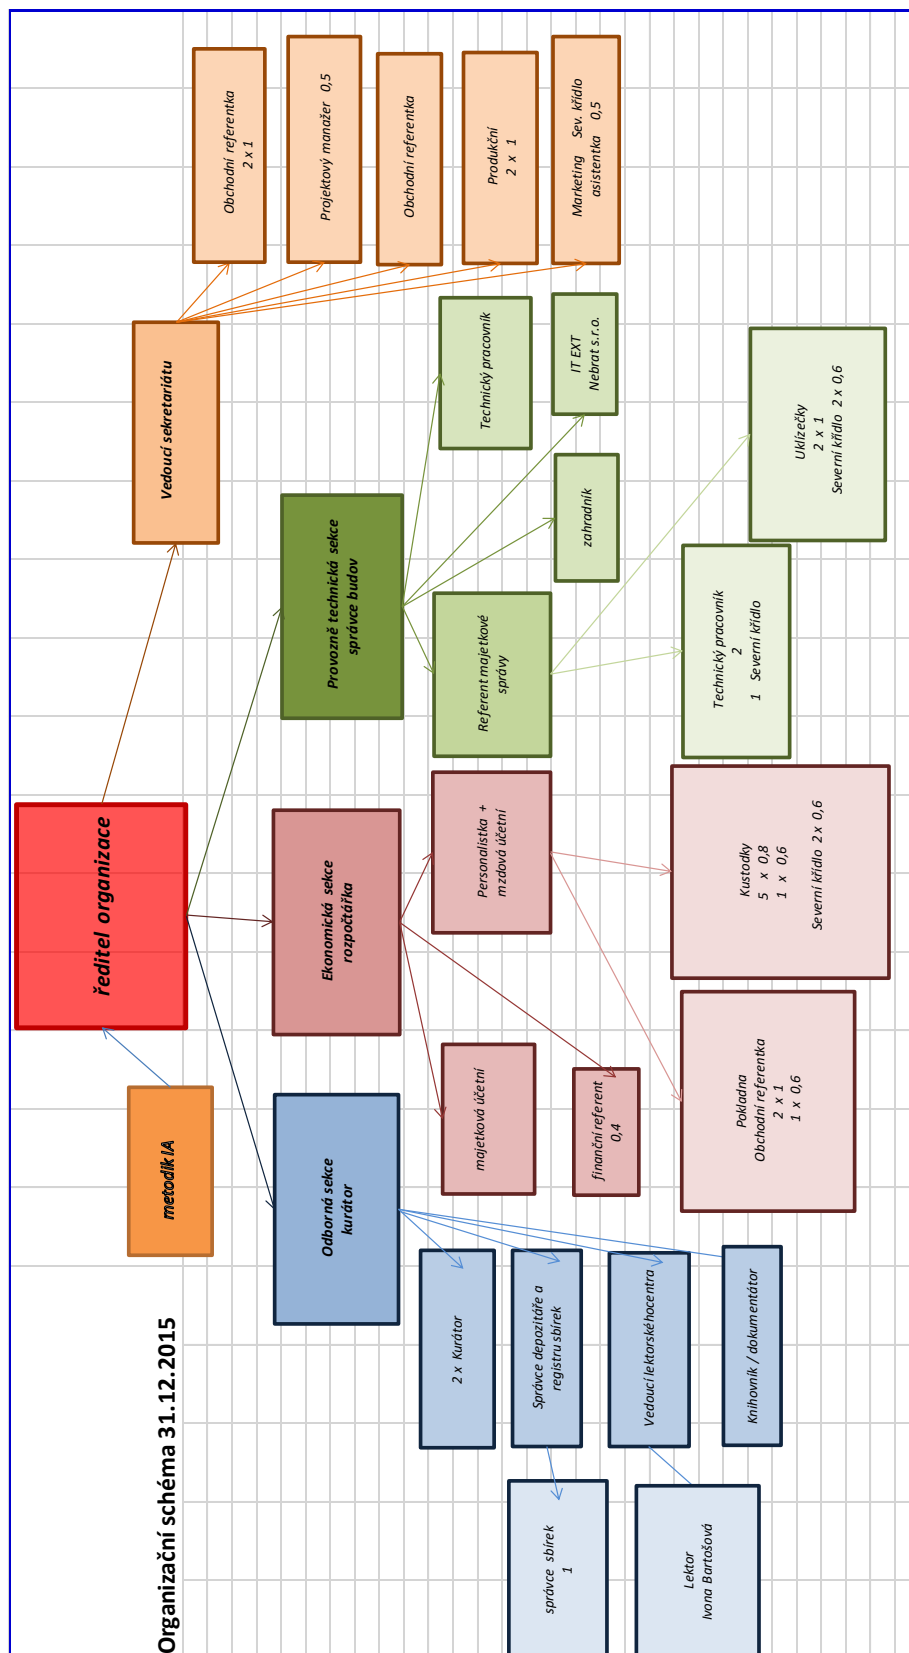 Organizační schéma 31.12.2015
metodik IA
ředitel organizace
Vedoucí sekretariátu
Obchodní referentka
2 x 1
Projektový manažer 0,5
Obchodní referentka
Produkční
2 x 1
Marketing Sev. křídlo
asistentka 0,5
Odborná sekce
kurátor
Ekonomická sekce
rozpočtářka
Provozně technická sekce
správce budov
2 x Kurátor
Správce depozitáře a
registru sbírek
Vedoucí lektorskéhocentra
Knihovník / dokumentátor
správce sbírek
1
Lektor
Ivona Bartošová
majetková účetní
finanční referent
0,4
Personalistka +
mzdová účetní
Pokladna
Obchodní referentka
2 x 1
1 x 0,6
Kustodky
5 x 0,8
1 x 0,6
Severní křídlo 2 x 0,6
Referent majetkové
správy
zahradník
IT EXT
Nebrat s.r.o.
Technický pracovník
Technický pracovník
2
1 Severní křídlo
Uklízečky
2 x 1
Severní křídlo 2 x 0,6